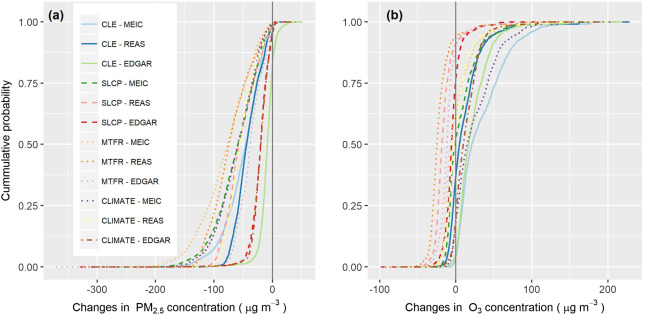 (a)
CLE - MEIC
CLE - REAS
CLE - EDGAR
SLCP - MEIC
SLCP - REAS
SLCP - EDGAR
MTFR - MEIC
MTFR - REAS
MTFR - EDGAR
CLIMATE - MEIC
CLIMATE - REAS
CLIMATE - EDGAR
Cummulative probability
1.00
0.75
0.50
0.25
0.00
-300
-200
-100
0
Changes in PM2.5 concentration ( μg m⁻³ )
(b)
1.00
0.75
0.50
0.25
0.00
-100
0
100
200
Changes in O3 concentration ( μg m⁻³ )